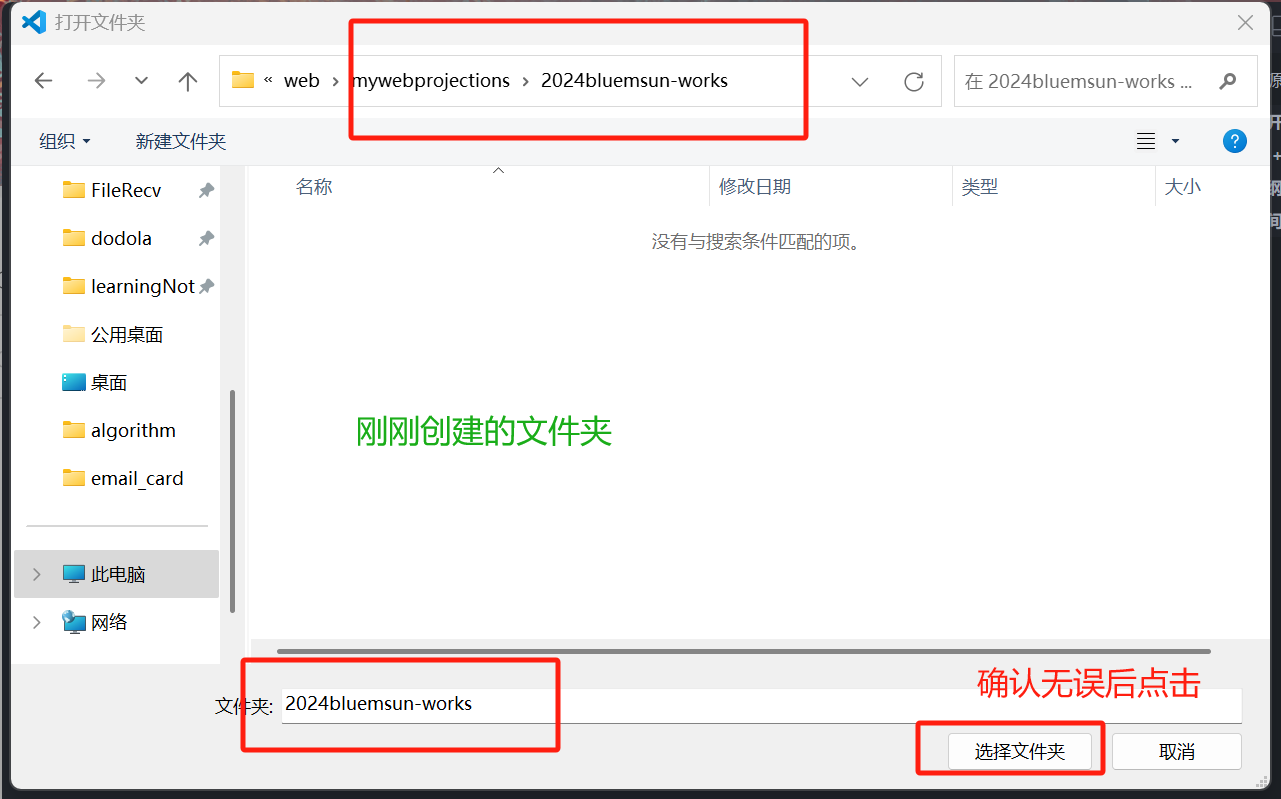 打开文件夹
« web › mywebprojections › 2024bluemsun-works
在 2024bluemsun-works ...
组织
新建文件夹
?
名称
修改日期
类型
大小
没有与搜索条件匹配的项。
FileRecv
dodola
learningNot
公用桌面
桌面
algorithm
email_card
此电脑
网络
刚刚创建的文件夹
确认无误后点击
文件夹:
2024bluemsun-works
选择文件夹
取消